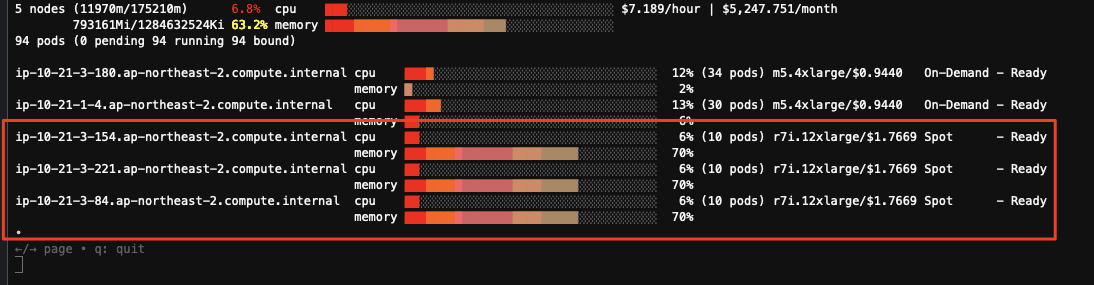 5 nodes (11970m/175210m) 6.8% cpu $7.189/hour | $5,247.751/month
793161Mi/1284632524Ki 63.2% memory
94 pods (0 pending 94 running 94 bound)
ip-10-21-3-180.ap-northeast-2.compute.internal cpu 12% (34 pods) m5.4xlarge/$0.9440 On-Demand - Ready
memory 2%
ip-10-21-1-4.ap-northeast-2.compute.internal cpu 13% (30 pods) m5.4xlarge/$0.9440 On-Demand - Ready
memory 6%
ip-10-21-3-154.ap-northeast-2.compute.internal cpu 6% (10 pods) r7i.12xlarge/$1.7669 Spot - Ready
memory 70%
ip-10-21-3-221.ap-northeast-2.compute.internal cpu 6% (10 pods) r7i.12xlarge/$1.7669 Spot - Ready
memory 70%
ip-10-21-3-84.ap-northeast-2.compute.internal cpu 6% (10 pods) r7i.12xlarge/$1.7669 Spot - Ready
memory 70%
•
←/→ page • q: quit